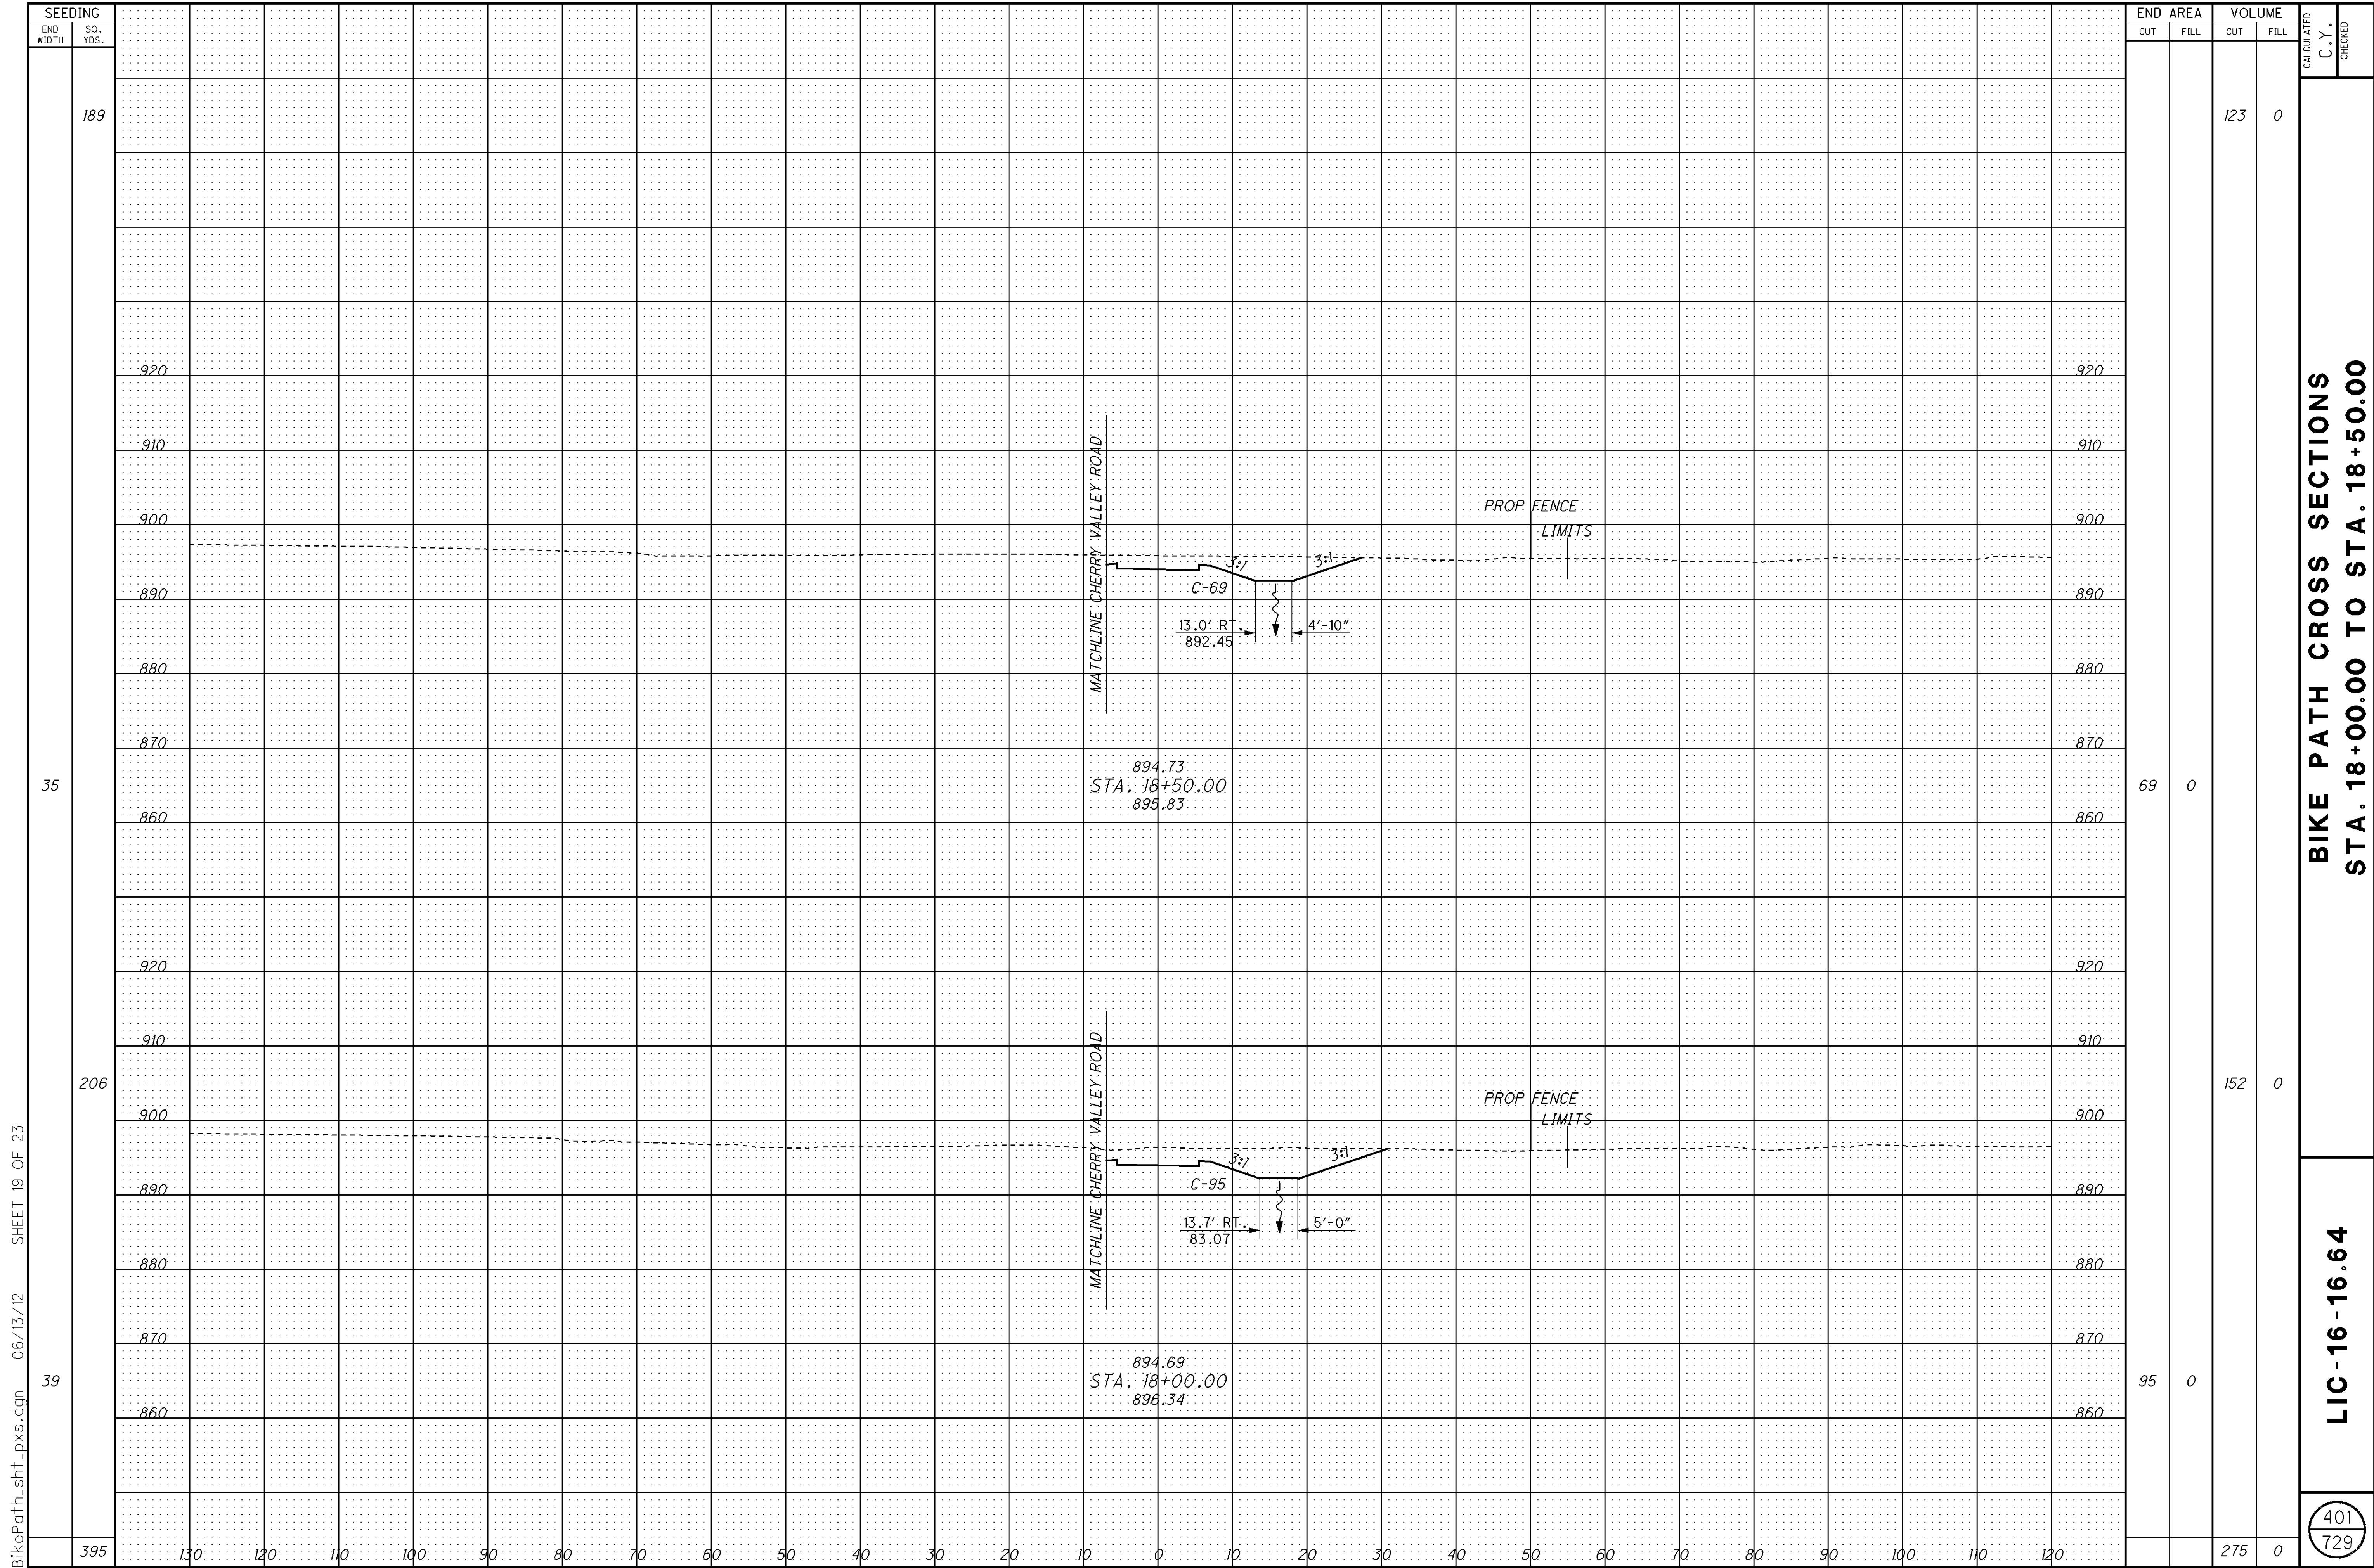 SEEDING
END WIDTH
SQ. YDS.
END AREA
VOLUME
CUT
FILL
CUT
FILL
CALCULATED
C.Y.
CHECKED
189
123
0
920
920
910
910
900
900
890
890
880
880
870
870
860
860
MATCHLINE CHERRY VALLEY ROAD
PROP FENCE
LIMITS
3:1
3:1
C-69
13.0' RT.
892.45
4'-10"
894.73
STA. 18+50.00
895.83
35
69
0
920
920
910
910
900
900
890
890
880
880
870
870
860
860
206
152
0
MATCHLINE CHERRY VALLEY ROAD
PROP FENCE
LIMITS
3:1
3:1
C-95
13.7' RT.
83.07
5'-0"
894.69
STA. 18+00.00
896.34
39
95
0
395
130 120 110 100 90 80 70 60 50 40 30 20 10 0 10 20 30 40 50 60 70 80 90 100 110 120
275
0
BIKE PATH CROSS SECTIONS
STA. 18+00.00 TO STA. 18+50.00
LIC-16-16.64
401
729
BikePath_sht_pxs.dgn 06/13/12 SHEET 19 OF 23